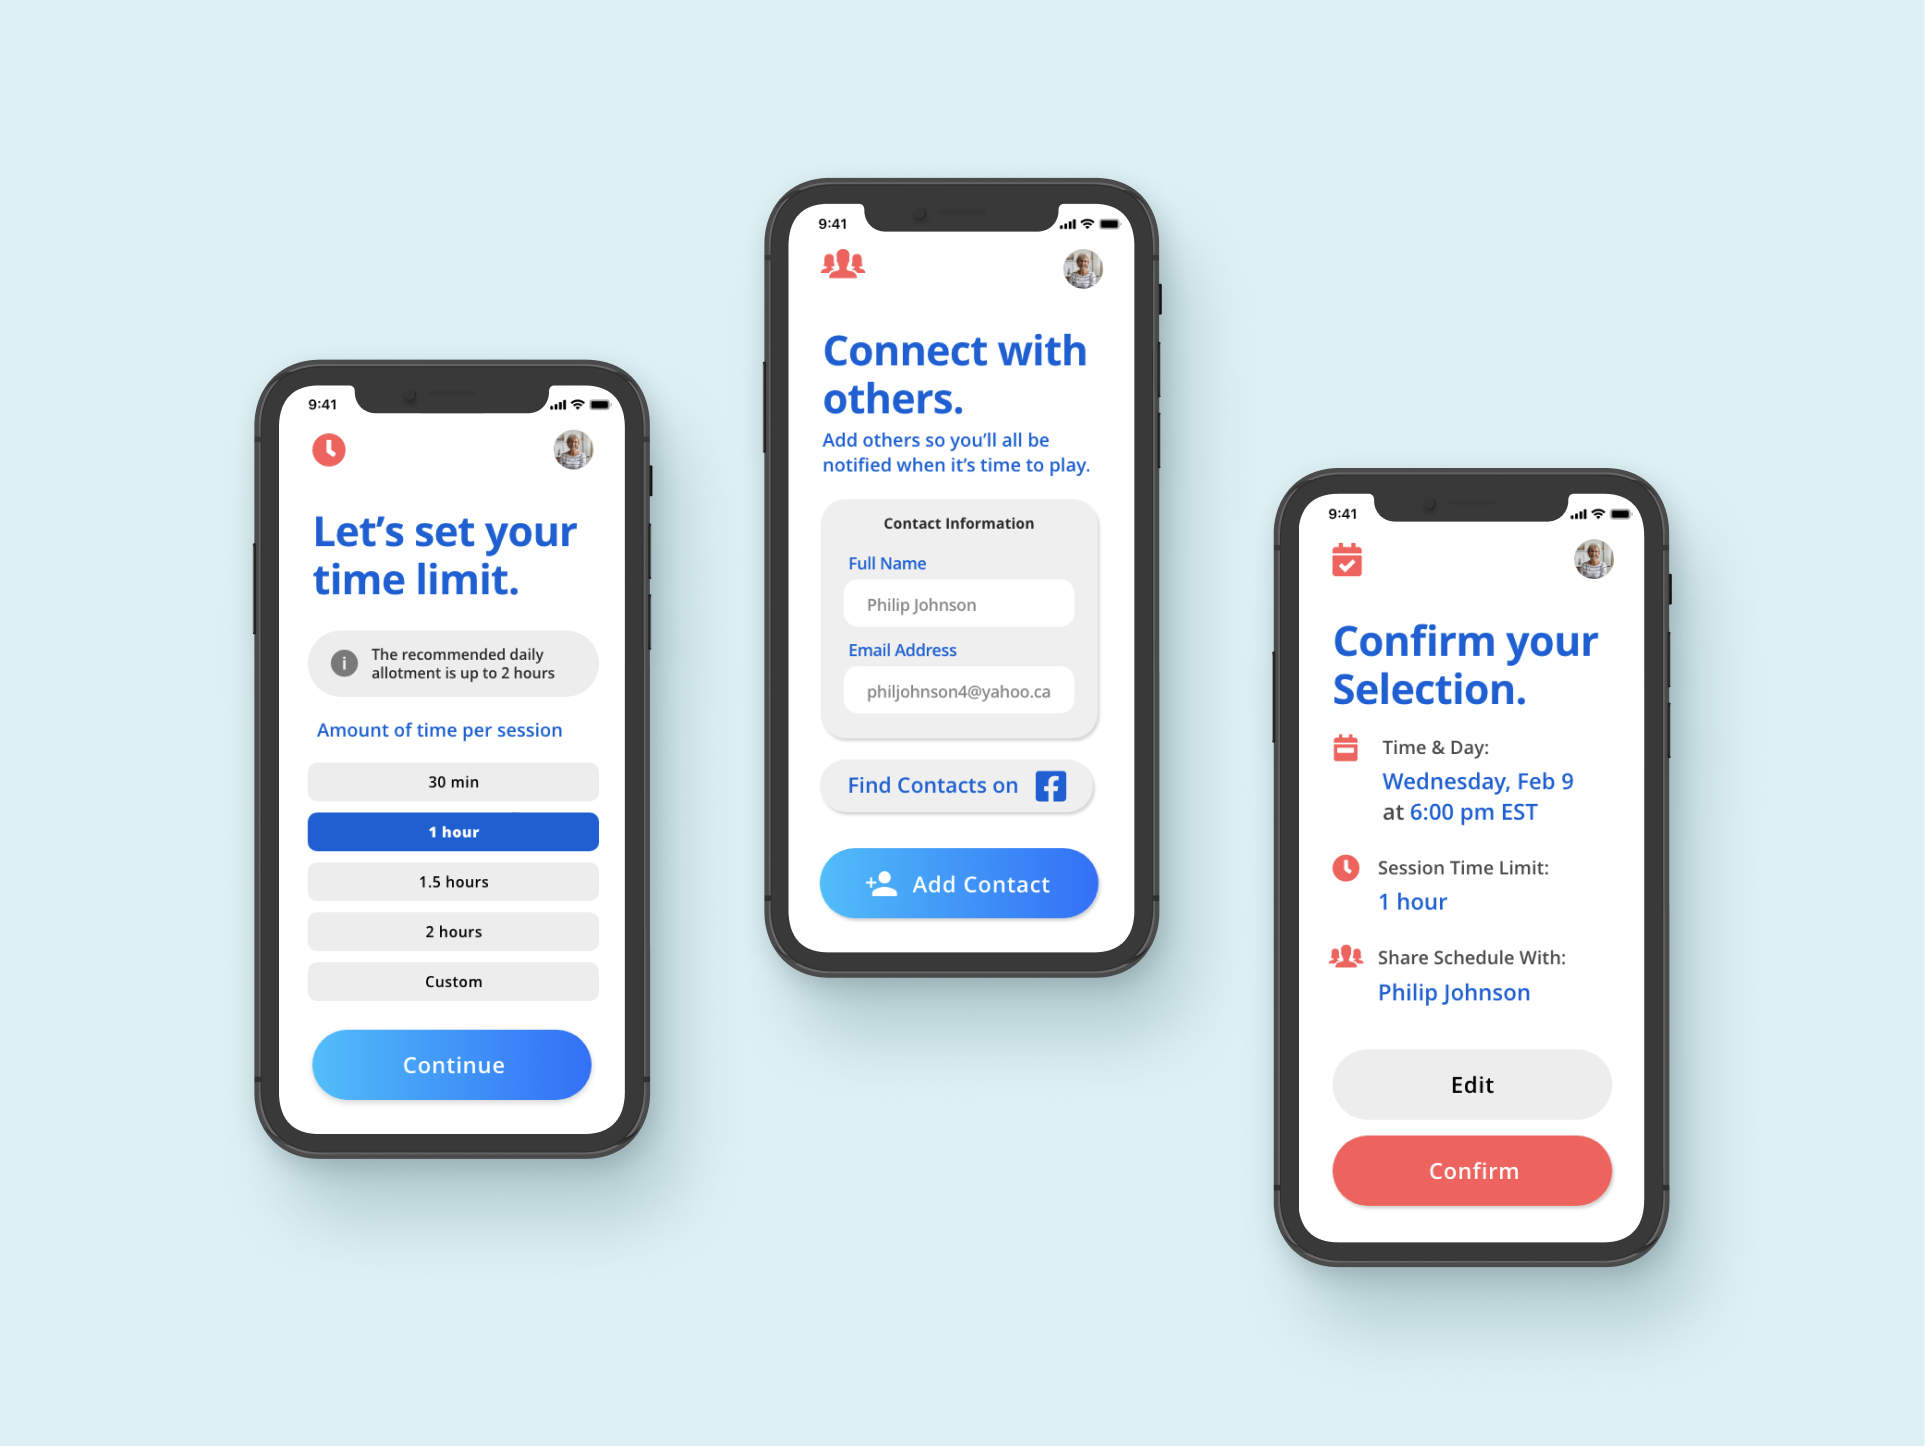 9:41
Let's set your
time limit.
i
The recommended daily
allotment is up to 2 hours
Amount of time per session
30 min
1 hour
1.5 hours
2 hours
Custom
Continue
9:41
Connect with
others.
Add others so you'll all be
notified when it's time to play.
Contact Information
Full Name
Philip Johnson
Email Address
philjohnson4@yahoo.ca
Find Contacts on
Add Contact
9:41
Confirm your
Selection.
Time & Day:
Wednesday, Feb 9
at 6:00 pm EST
Session Time Limit:
1 hour
Share Schedule With:
Philip Johnson
Edit
Confirm